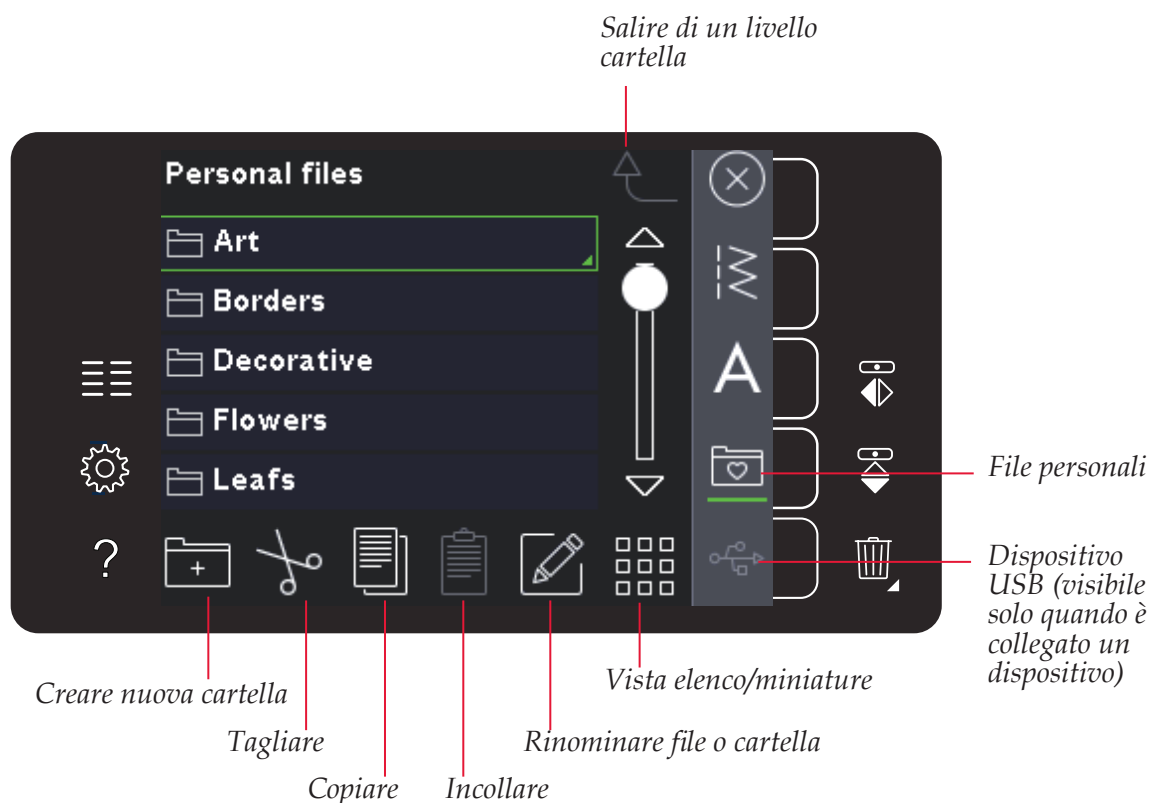 Salire di un livello
cartella
Personal files
Art
Borders
Decorative
Flowers
Leafs
A
?
File personali
Dispositivo
USB (visibile
solo quando è
collegato un
dispositivo)
Creare nuova cartella
Vista elenco/miniature
Tagliare
Rinominare file o cartella
Copiare
Incollare